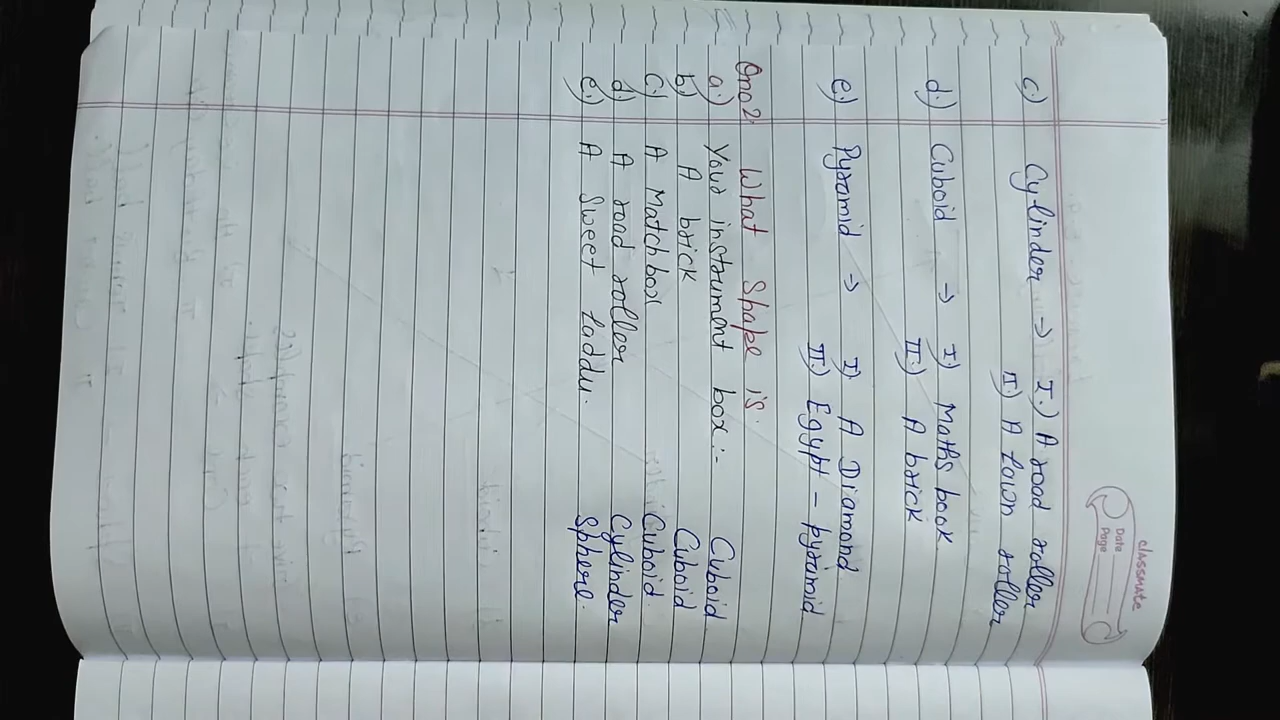 classmate
Date
Page
c) Cylinder → I.) A road roller
II.) A lawn roller
d.) Cuboid → I.) Maths book
II.) A brick
e.) Pyramid → I.) A Diamond
II.) Egypt - pyramid
Qno2 What Shape is.
a.) Your instrument box:- Cuboid
b) A brick Cuboid
c.) A Matchbox Cuboid.
d.) A road roller Cylinder
e.) A Sweet Laddu. Sphere.